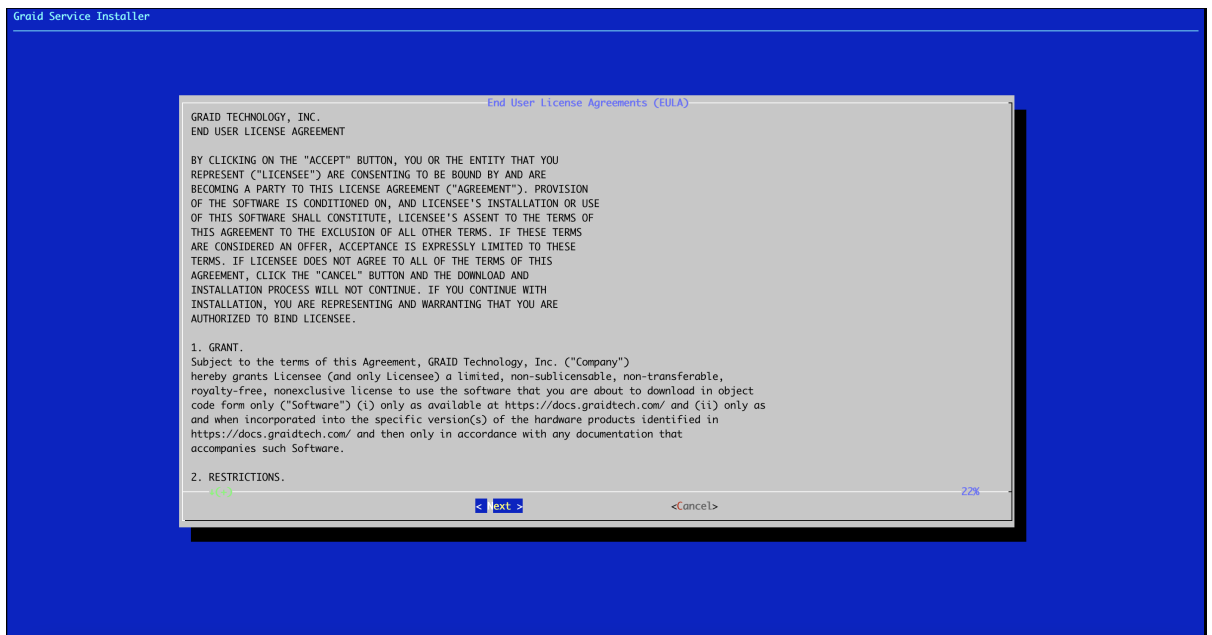 Graid Service Installer
End User License Agreements (EULA)
GRAID TECHNOLOGY, INC.
END USER LICENSE AGREEMENT
BY CLICKING ON THE "ACCEPT" BUTTON, YOU OR THE ENTITY THAT YOU
REPRESENT ("LICENSEE") ARE CONSENTING TO BE BOUND BY AND ARE
BECOMING A PARTY TO THIS LICENSE AGREEMENT ("AGREEMENT"). PROVISION
OF THE SOFTWARE IS CONDITIONED ON, AND LICENSEE'S INSTALLATION OR USE
OF THIS SOFTWARE SHALL CONSTITUTE, LICENSEE'S ASSENT TO THE TERMS OF
THIS AGREEMENT TO THE EXCLUSION OF ALL OTHER TERMS. IF THESE TERMS
ARE CONSIDERED AN OFFER, ACCEPTANCE IS EXPRESSLY LIMITED TO THESE
TERMS. IF LICENSEE DOES NOT AGREE TO ALL OF THE TERMS OF THIS
AGREEMENT, CLICK THE "CANCEL" BUTTON AND THE DOWNLOAD AND
INSTALLATION PROCESS WILL NOT CONTINUE. IF YOU CONTINUE WITH
INSTALLATION, YOU ARE REPRESENTING AND WARRANTING THAT YOU ARE
AUTHORIZED TO BIND LICENSEE.
1. GRANT.
Subject to the terms of this Agreement, GRAID Technology, Inc. ("Company")
hereby grants Licensee (and only Licensee) a limited, non-sublicensable, non-transferable,
royalty-free, nonexclusive license to use the software that you are about to download in object
code form only ("Software") (i) only as available at https://docs.graidtech.com/ and (ii) only as
and when incorporated into the specific version(s) of the hardware products identified in
https://docs.graidtech.com/ and then only in accordance with any documentation that
accompanies such Software.
2. RESTRICTIONS.
22%
< Next > <Cancel>